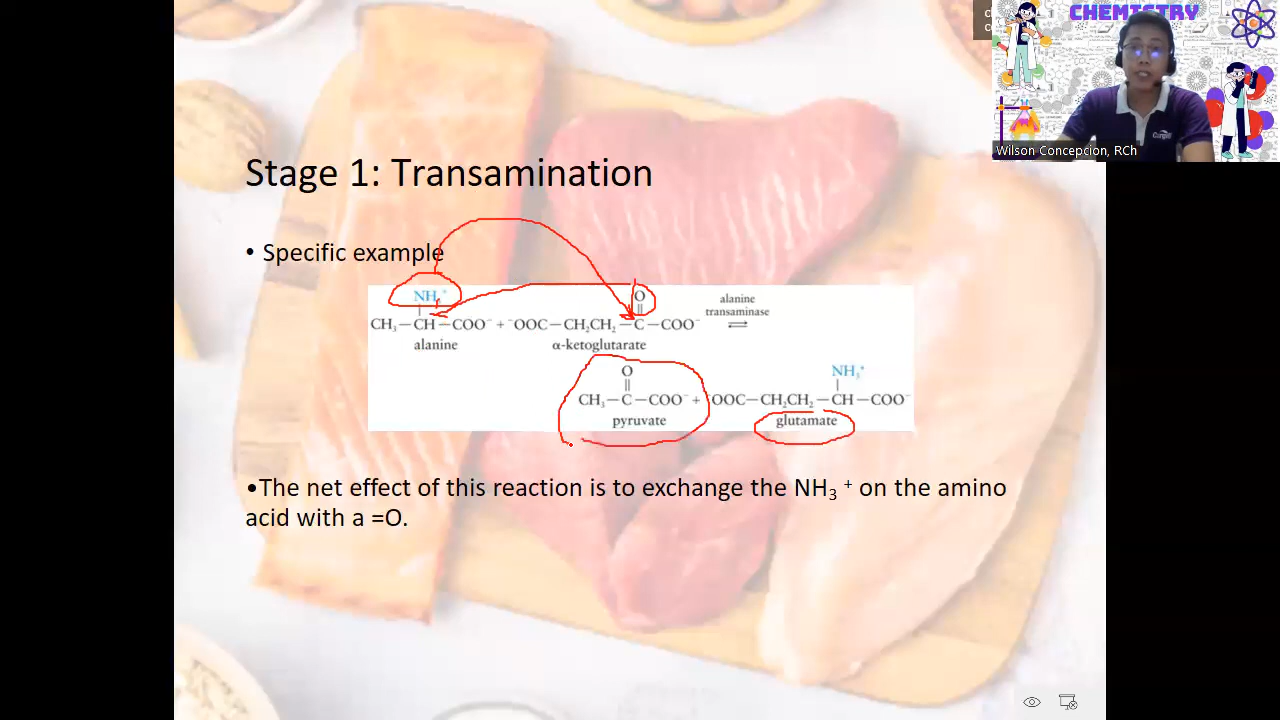 CHEMISTRY
Wilson Concepcion, RCh
Stage 1: Transamination
• Specific example
NH₃⁺ O alanine
transaminase
CH₃—CH—COO⁻ + ⁻OOC—CH₂CH₂—C—COO⁻ ⇌
alanine α-ketoglutarate
O NH₃⁺
CH₃—C—COO⁻ + ⁻OOC—CH₂CH₂—CH—COO⁻
pyruvate glutamate
•The net effect of this reaction is to exchange the NH₃ ⁺ on the amino
acid with a =O.